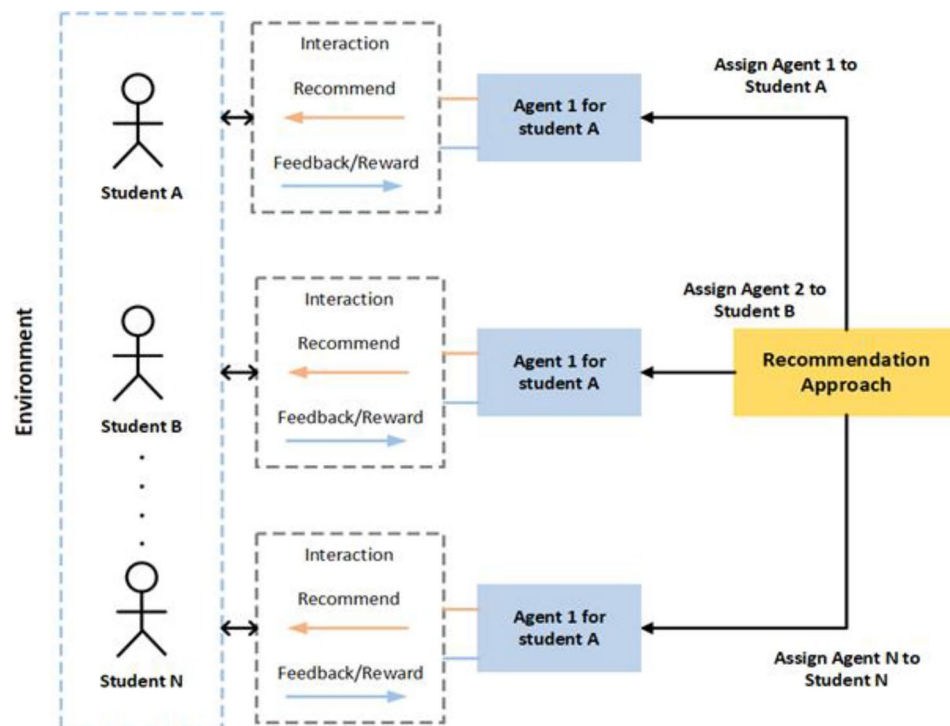 Interaction
Recommend
Feedback/Reward
Student A
Agent 1 for
student A
Assign Agent 1 to
Student A
Environment
Interaction
Recommend
Feedback/Reward
Student B
Agent 1 for
student A
Assign Agent 2 to
Student B
Recommendation
Approach
Interaction
Recommend
Feedback/Reward
Student N
Agent 1 for
student A
Assign Agent N to
Student N